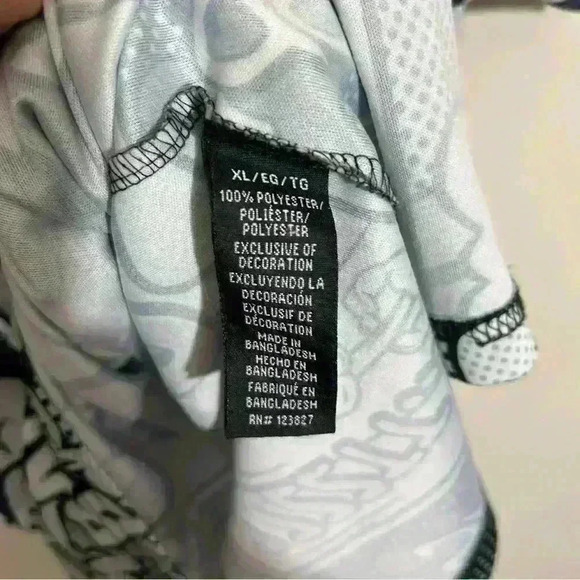 XL/EG/TG
100% POLYESTER/
POLIÉSTER/
POLYESTER
EXCLUSIVE OF
DECORATION
EXCLUYENDO LA
DECORACIÓN
EXCLUSIF DE
DÉCORATION
MADE IN
BANGLADESH
HECHO EN
BANGLADESH
FABRIQUÉ EN
BANGLADESH
RN# 123827